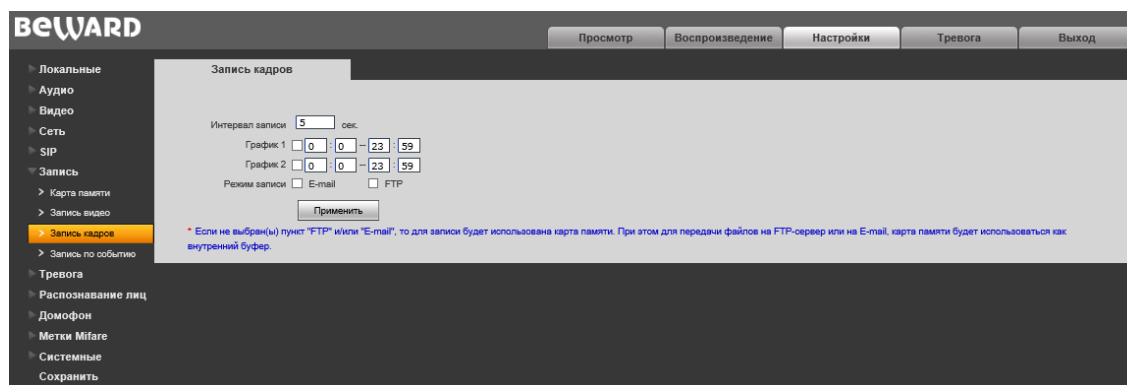 BEWARD
Просмотр Воспроизведение Настройки Тревога Выход
Локальные
Аудио
Видео
Сеть
SIP
Запись
> Карта памяти
> Запись видео
> Запись кадров
> Запись по событию
Тревога
Распознавание лиц
Домофон
Метки Mifare
Системные
Сохранить
Запись кадров
Интервал записи 5 сек.
График 1 0 : 0 – 23 : 59
График 2 0 : 0 – 23 : 59
Режим записи E-mail FTP
Применить
* Если не выбран(ы) пункт "FTP" и/или "E-mail", то для записи будет использована карта памяти. При этом для передачи файлов на FTP-сервер или на E-mail, карта памяти будет использоваться как
внутренний буфер.